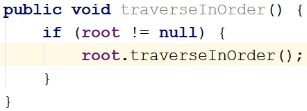 public void traverseInOrder() {
    if (root != null) {
        root.traverseInOrder();
    }
}